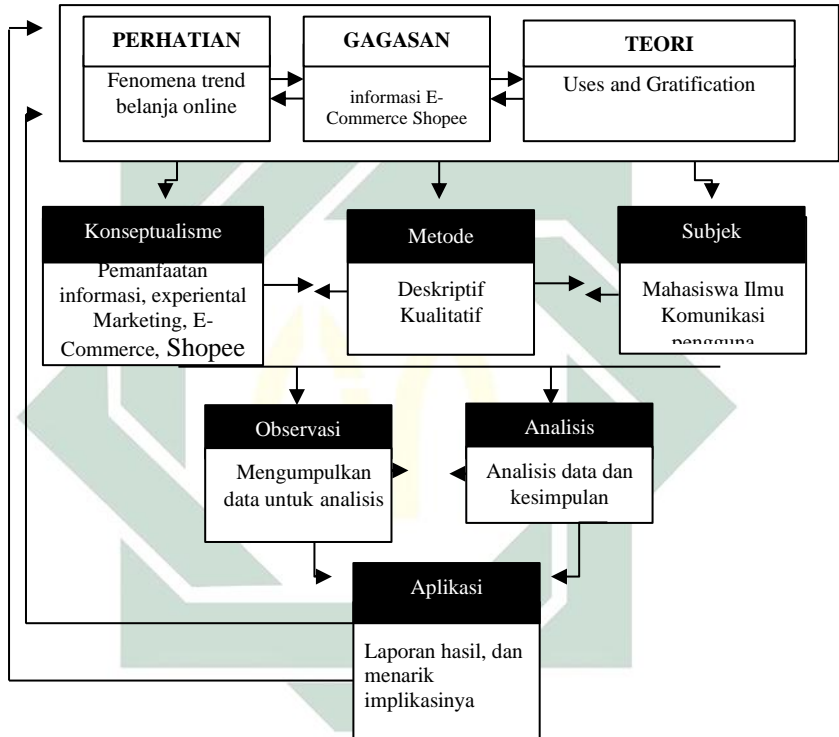 PERHATIAN
Fenomena trend
belanja online
GAGASAN
informasi E-
Commerce Shopee
TEORI
Uses and Gratification
Konseptualisme
Pemanfaatan
informasi, experiental
Marketing, E-
Commerce, Shopee
Metode
Deskriptif
Kualitatif
Subjek
Mahasiswa Ilmu
Komunikasi
pengguna
Observasi
Mengumpulkan
data untuk analisis
Analisis
Analisis data dan
kesimpulan
Aplikasi
Laporan hasil, dan
menarik
implikasinya